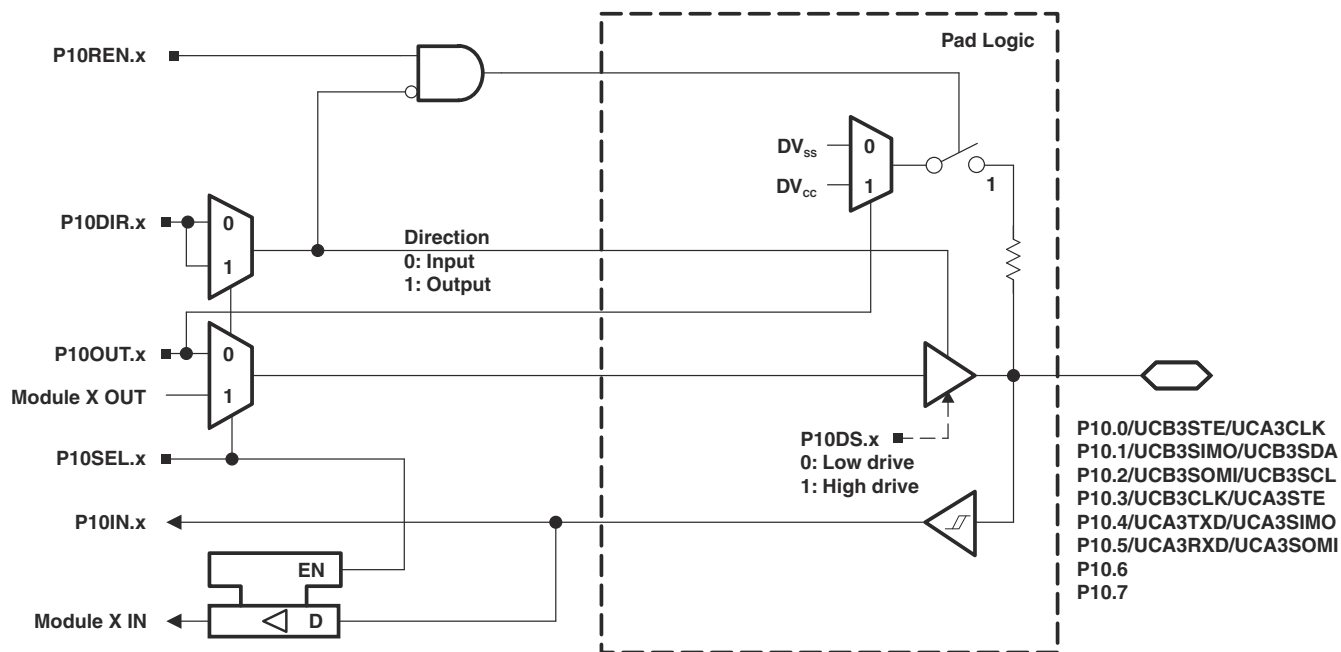 Pad Logic
P10REN.x
DVss
0
DVcc
1
1
P10DIR.x
0
1
Direction
0: Input
1: Output
P10OUT.x
0
Module X OUT
1
P10DS.x
0: Low drive
1: High drive
P10SEL.x
P10IN.x
EN
Module X IN
D
P10.0/UCB3STE/UCA3CLK
P10.1/UCB3SIMO/UCB3SDA
P10.2/UCB3SOMI/UCB3SCL
P10.3/UCB3CLK/UCA3STE
P10.4/UCA3TXD/UCA3SIMO
P10.5/UCA3RXD/UCA3SOMI
P10.6
P10.7